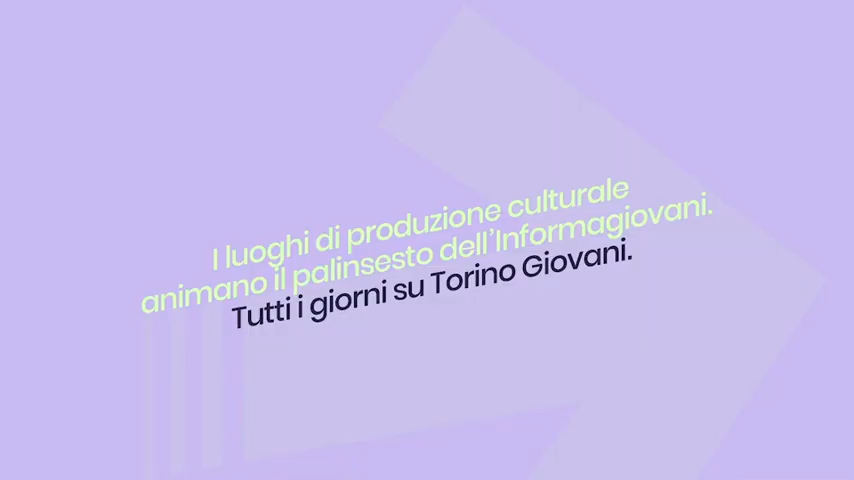 I luoghi di produzione culturale
animano il palinsesto dell’Informagiovani.
Tutti i giorni su Torino Giovani.